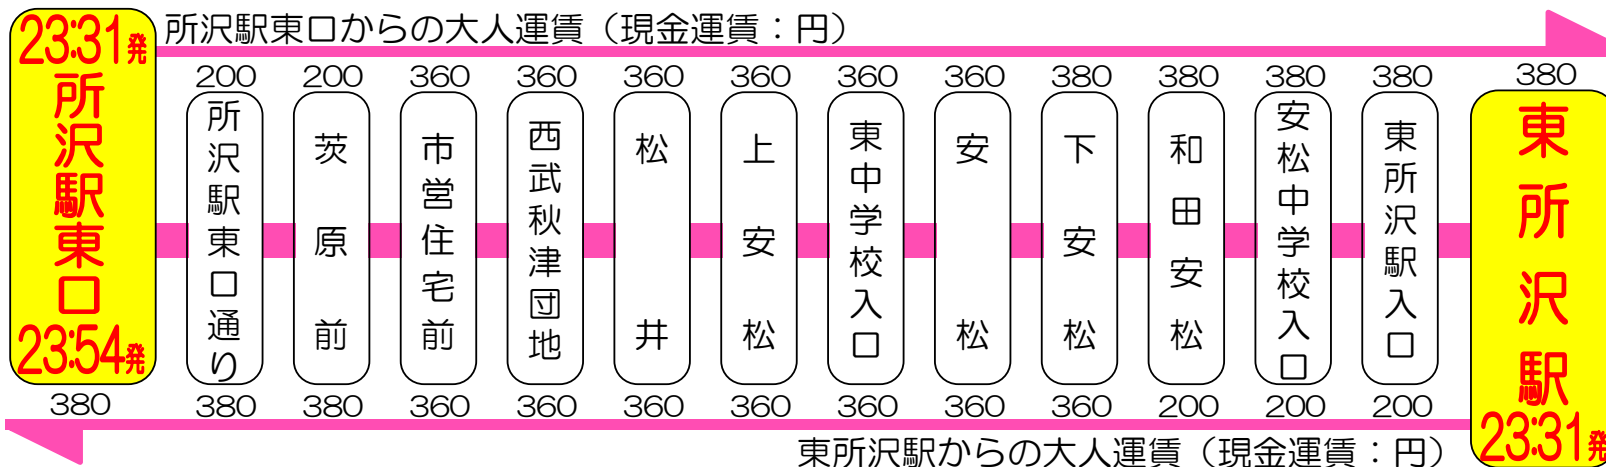 所沢駅東口からの大人運賃（現金運賃：円）
23:31発
所沢駅東口
23:54発
200 200 360 360 360 360 360 360 380 380 380 380 380
所沢駅東口通り
茨原前
市営住宅前
西武秋津団地
松井
上安松
東中学校入口
安松
下安松
和田安松
安松中学校入口
東所沢駅入口
東所沢駅
23:31発
380 380 380 360 360 360 360 360 360 360 200 200 200
東所沢駅からの大人運賃（現金運賃：円）